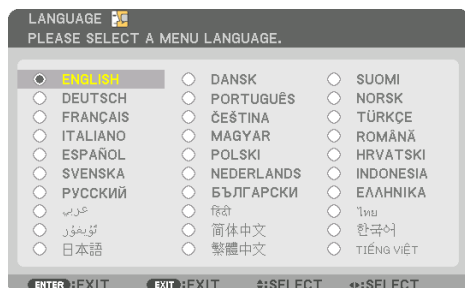 LANGUAGE
PLEASE SELECT A MENU LANGUAGE.
ENGLISH DANSK SUOMI
DEUTSCH PORTUGUÊS NORSK
FRANÇAIS ČEŠTINA TÜRKÇE
ITALIANO MAGYAR ROMÂNĂ
ESPAÑOL POLSKI HRVATSKI
SVENSKA NEDERLANDS INDONESIA
РУССКИЙ БЪЛГАРСКИ ΕΛΛΗΝΙΚΑ
عربي हिंदी ไทย
ئۇيغۇر 简体中文 한국어
日本語 繁體中文 TIẾNG VIỆT
ENTER :EXIT EXIT :EXIT :SELECT :SELECT